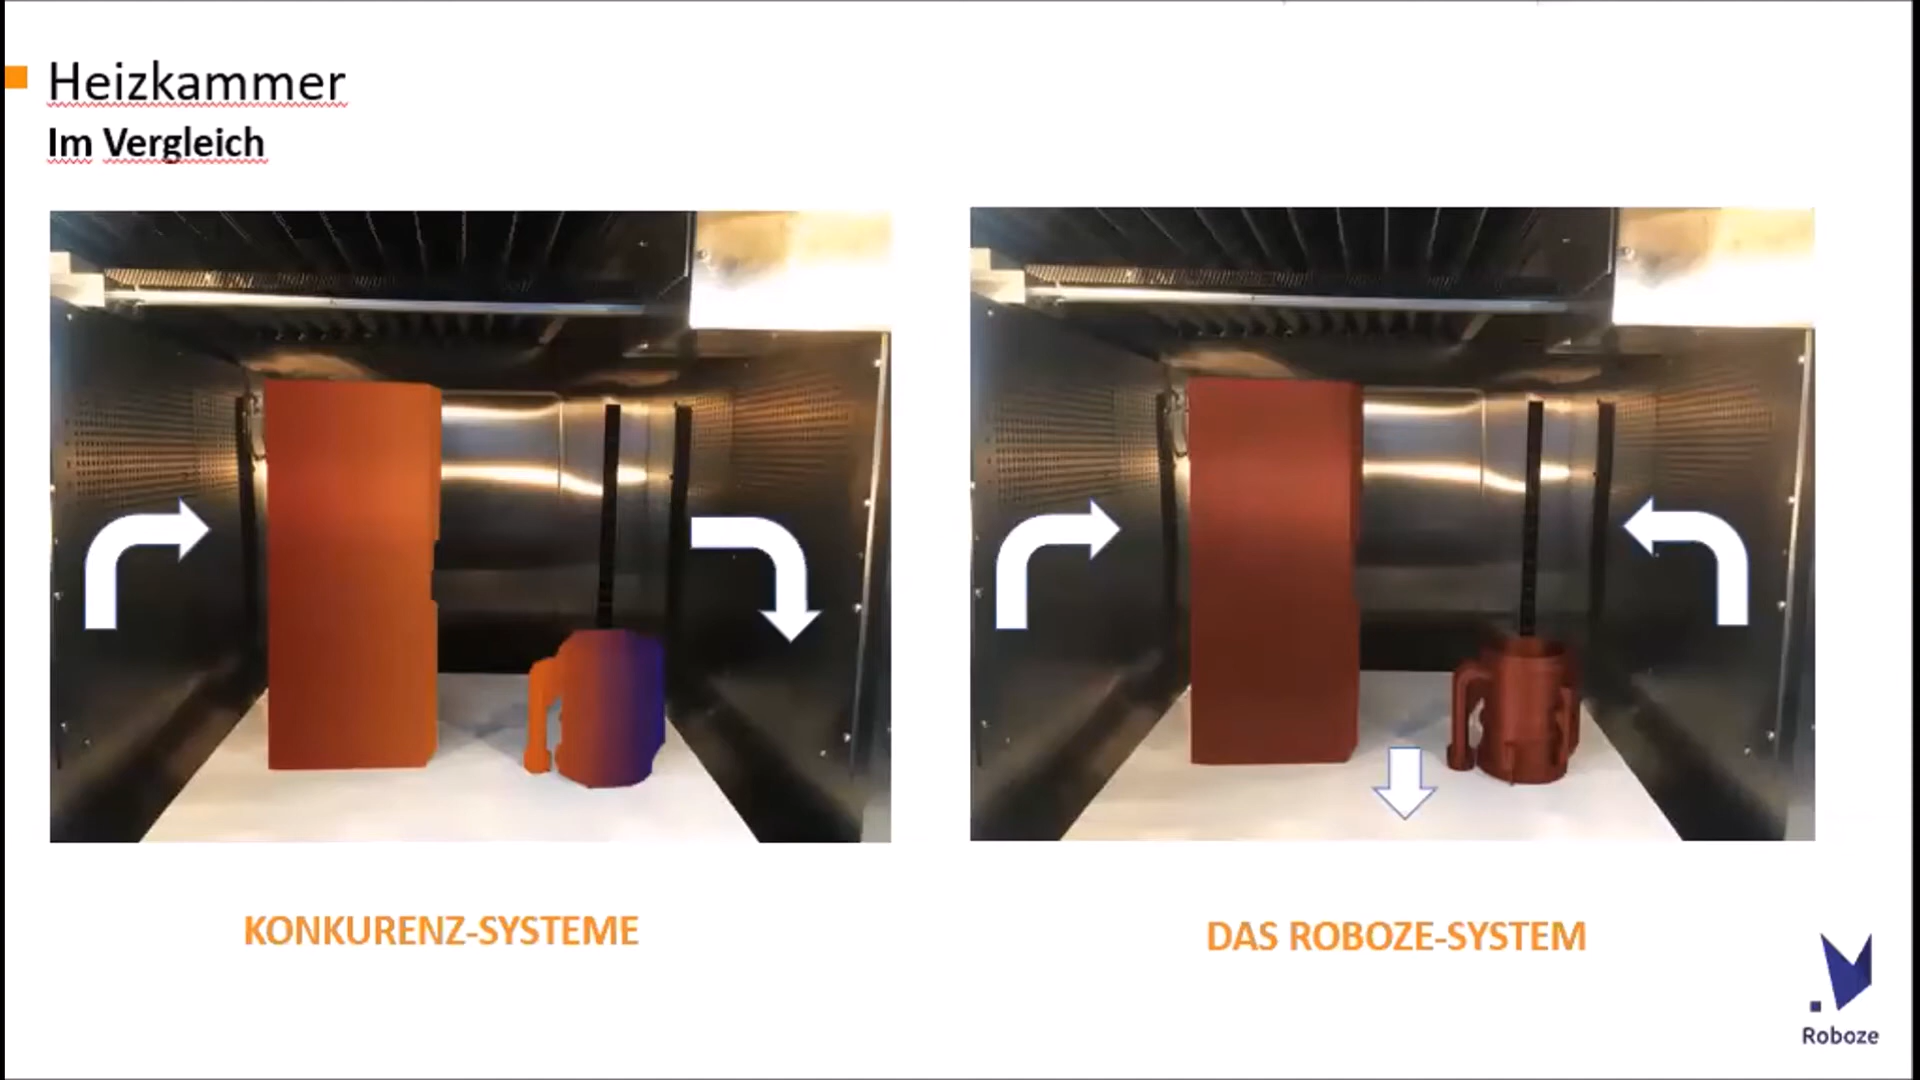 Heizkammer
Im Vergleich
KONKURENZ-SYSTEME
DAS ROBOZE-SYSTEM
Roboze